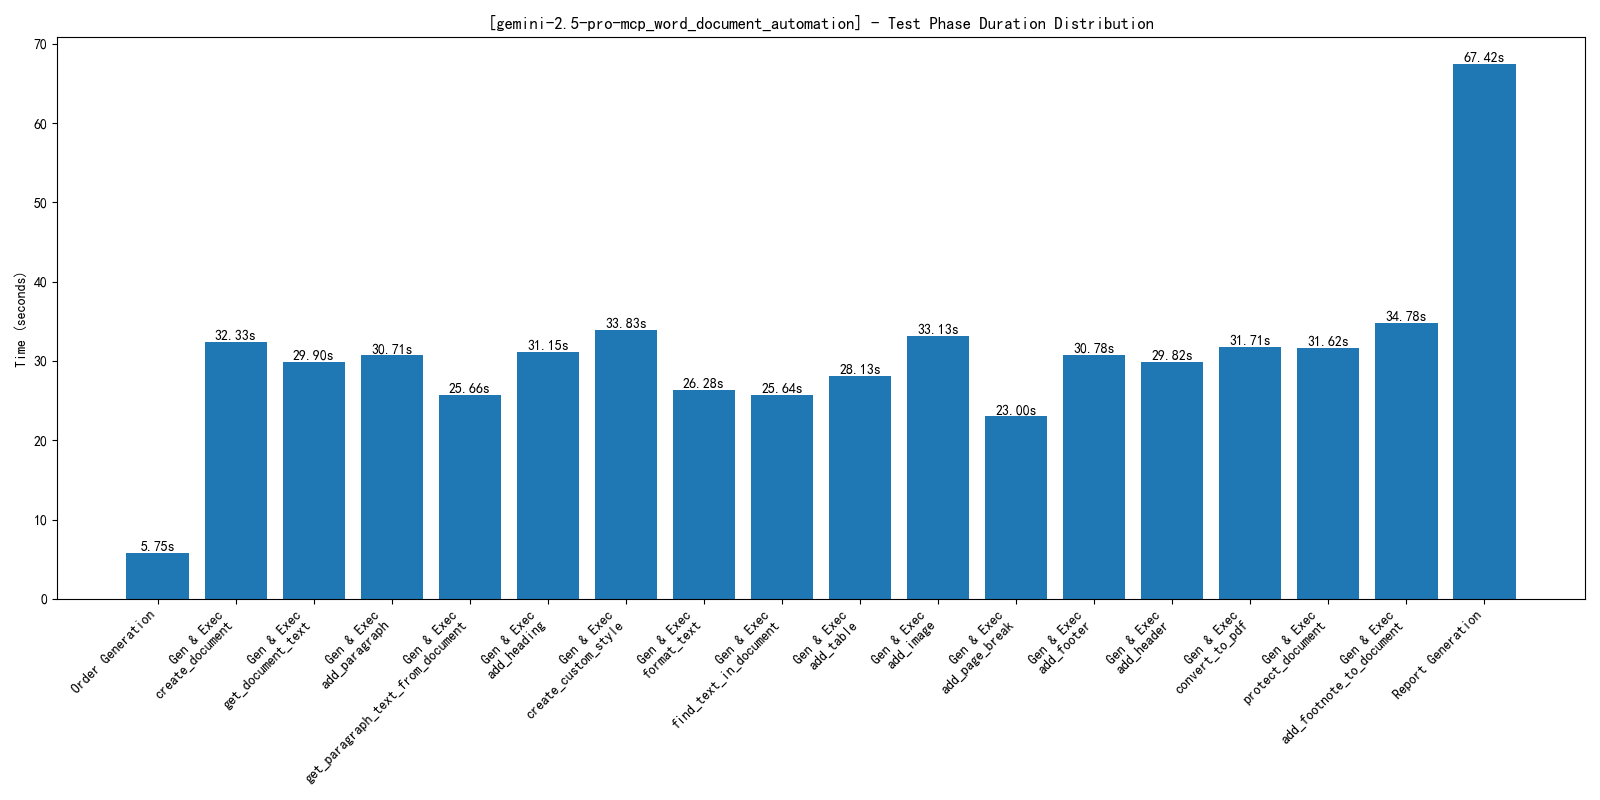 [gemini-2.5-pro-mcp_word_document_automation] - Test Phase Duration Distribution
Time (seconds)
70
60
50
40
30
20
10
0
5.75s
32.33s
29.90s
30.71s
25.66s
31.15s
33.83s
26.28s
25.64s
28.13s
33.13s
23.00s
30.78s
29.82s
31.71s
31.62s
34.78s
67.42s
Order Generation
Gen & Exec
create_document
Gen & Exec
get_document_text
Gen & Exec
add_paragraph
Gen & Exec
get_paragraph_text_from_document
Gen & Exec
add_heading
Gen & Exec
create_custom_style
Gen & Exec
format_text
Gen & Exec
find_text_in_document
Gen & Exec
add_table
Gen & Exec
add_image
Gen & Exec
add_page_break
Gen & Exec
add_footer
Gen & Exec
add_header
Gen & Exec
convert_to_pdf
Gen & Exec
protect_document
Gen & Exec
add_footnote_to_document
Report Generation